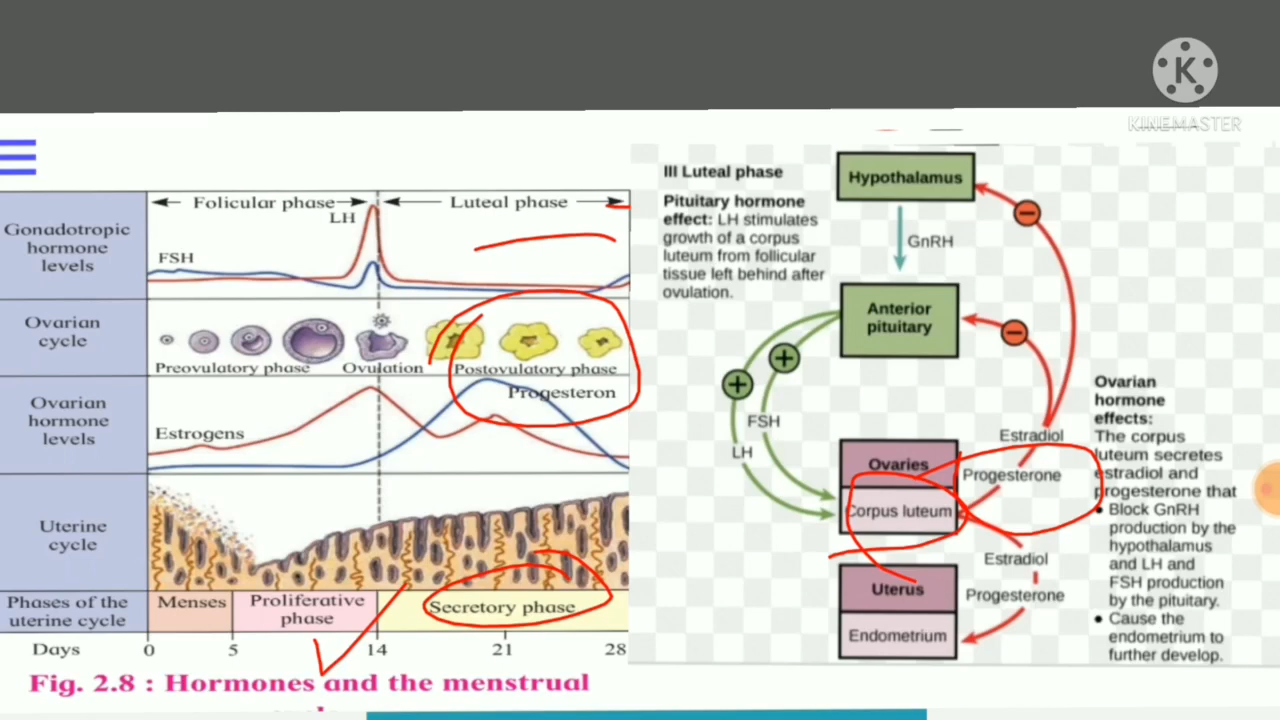 KINEMASTER
Folicular phase
Luteal phase
Gonadotropic
hormone
levels
LH
FSH
Ovarian
cycle
Preovulatory phase
Ovulation
Postovulatory phase
Ovarian
hormone
levels
Progesteron
Estrogens
Uterine
cycle
Phases of the
uterine cycle
Menses
Proliferative
phase
Secretory phase
Days
0
5
14
21
28
Fig. 2.8 : Hormones and the menstrual
III Luteal phase
Pituitary hormone
effect: LH stimulates
growth of a corpus
luteum from follicular
tissue left behind after
ovulation.
Hypothalamus
GnRH
Anterior
pituitary
FSH
LH
Estradiol
Progesterone
Ovaries
Corpus luteum
Estradiol
Progesterone
Uterus
Endometrium
Ovarian
hormone
effects:
The corpus
luteum secretes
estradiol and
progesterone that
• Block GnRH
production by the
hypothalamus
and LH and
FSH production
by the pituitary.
• Cause the
endometrium to
further develop.